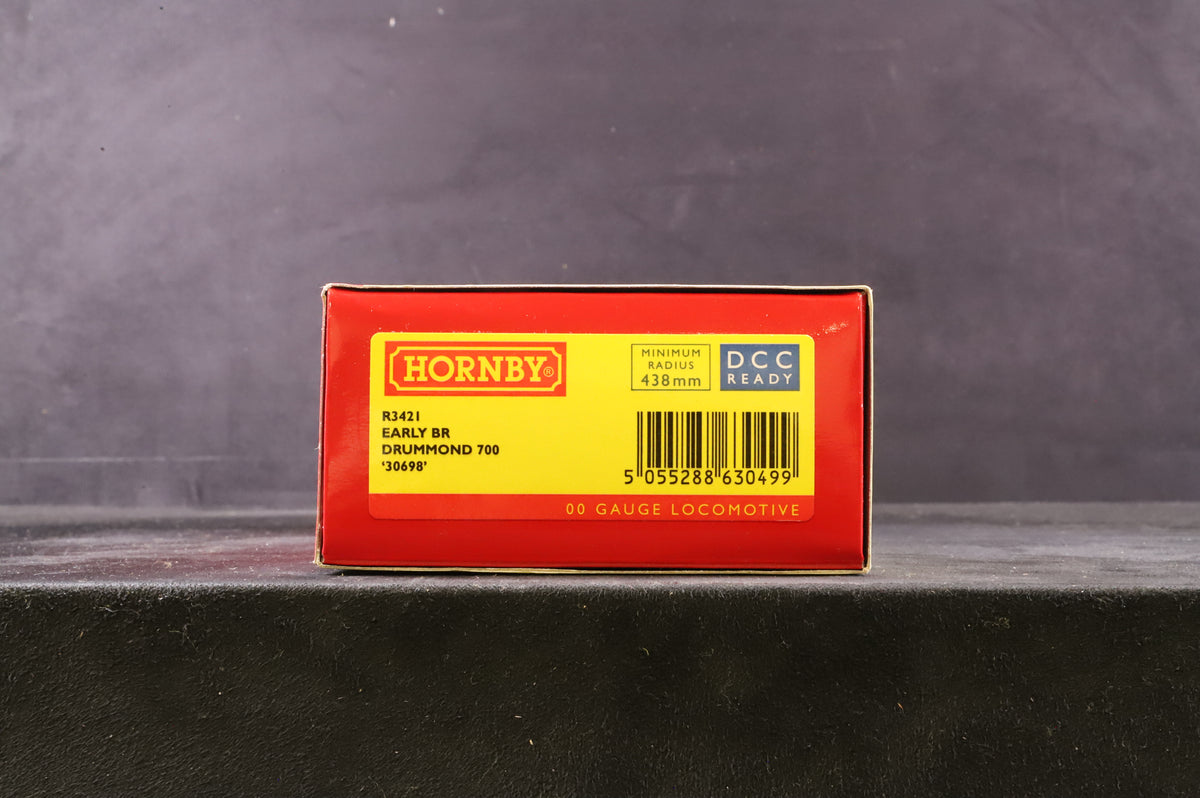 HORNBY®
MINIMUM
RADIUS
438mm
DCC
READY
R3421
EARLY BR
DRUMMOND 700
‘30698’
5 055288 630499
00 GAUGE LOCOMOTIVE